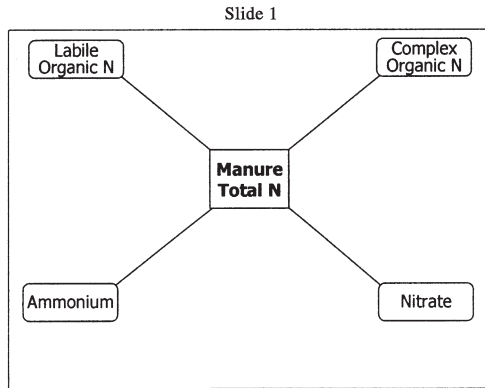 Slide 1
Labile
Organic N
Complex
Organic N
Manure
Total N
Ammonium
Nitrate